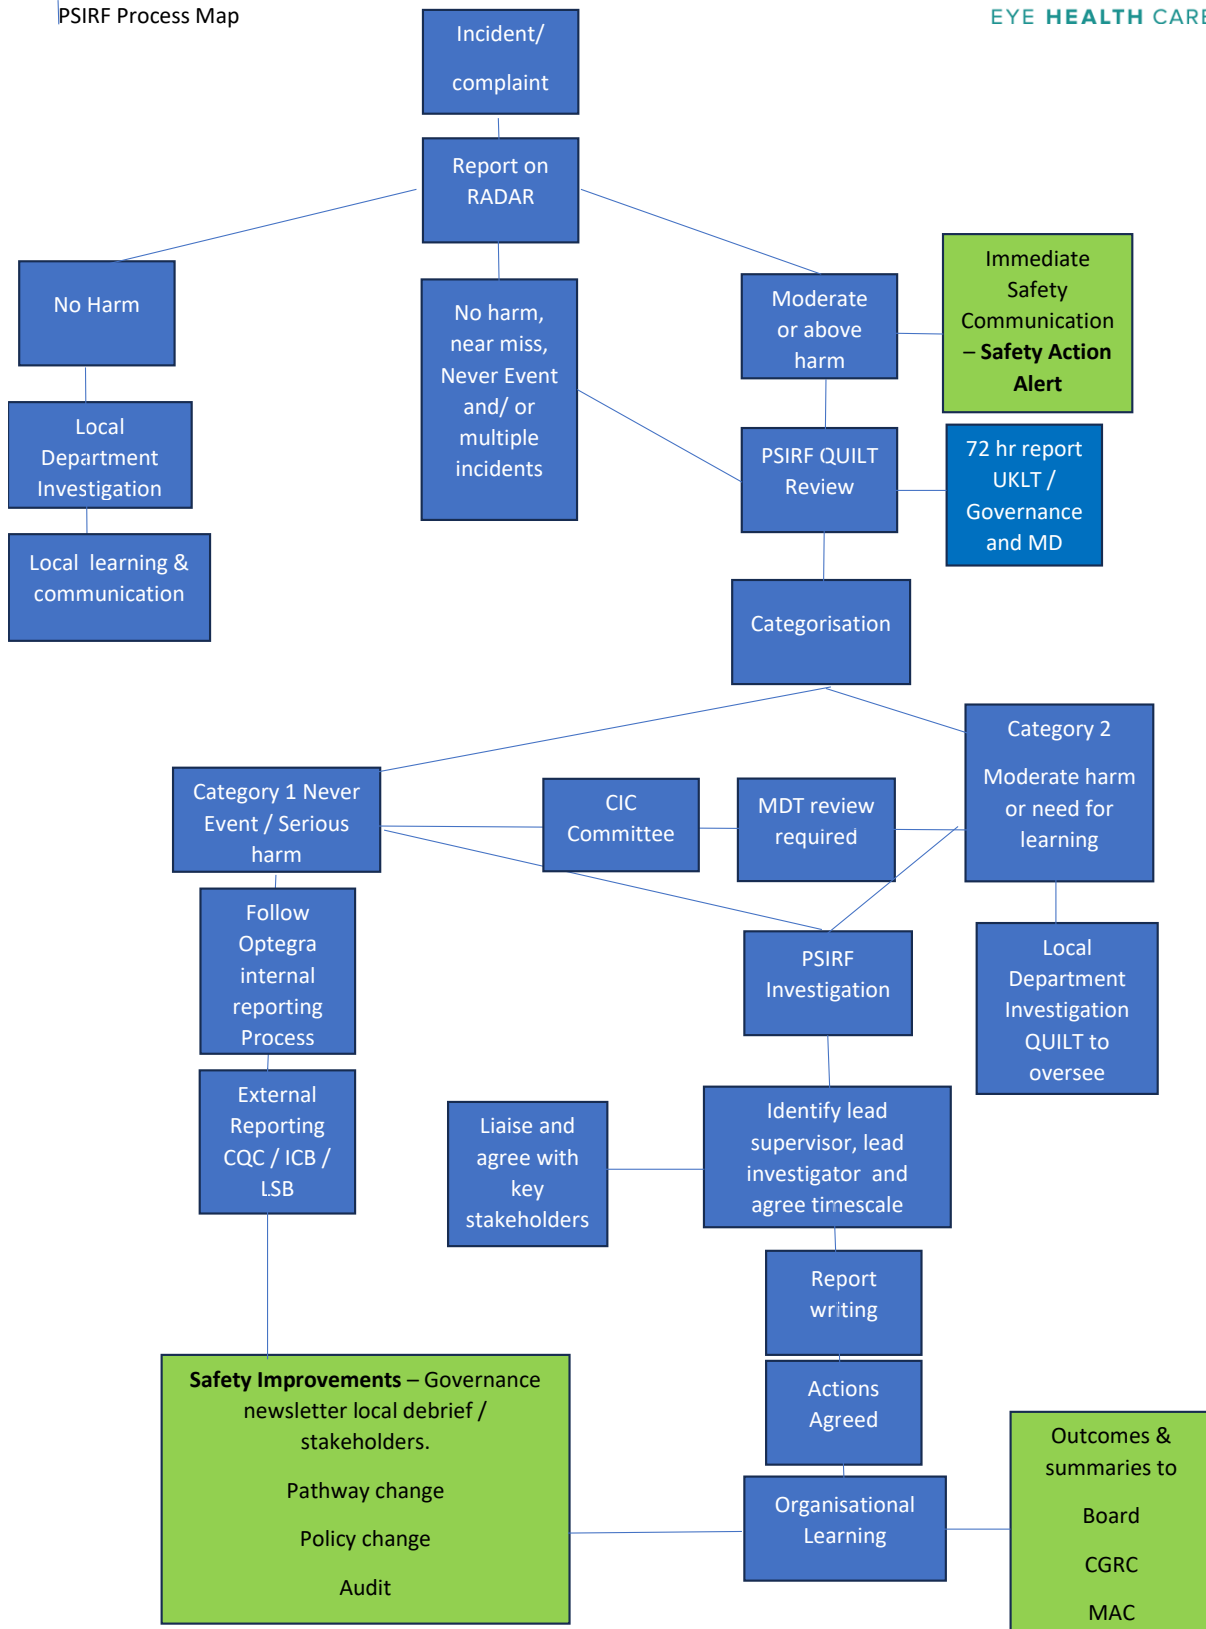 PSIRF Process Map
EYE HEALTH CARE
Incident/
complaint
Report on
RADAR
No Harm
No harm,
near miss,
Never Event
and/ or
multiple
incidents
Moderate
or above
harm
Immediate
Safety
Communication
– Safety Action
Alert
Local
Department
Investigation
PSIRF QUILT
Review
72 hr report
UKLT /
Governance
and MD
Local learning &
communication
Categorisation
Category 1 Never
Event / Serious
harm
CIC
Committee
MDT review
required
Category 2
Moderate harm
or need for
learning
Follow
Optegra
internal
reporting
Process
PSIRF
Investigation
Local
Department
Investigation
QUILT to
oversee
External
Reporting
CQC / ICB /
LSB
Liaise and
agree with
key
stakeholders
Identify lead
supervisor, lead
investigator and
agree timescale
Report
writing
Safety Improvements – Governance
newsletter local debrief /
stakeholders.
Pathway change
Policy change
Audit
Actions
Agreed
Organisational
Learning
Outcomes &
summaries to
Board
CGRC
MAC